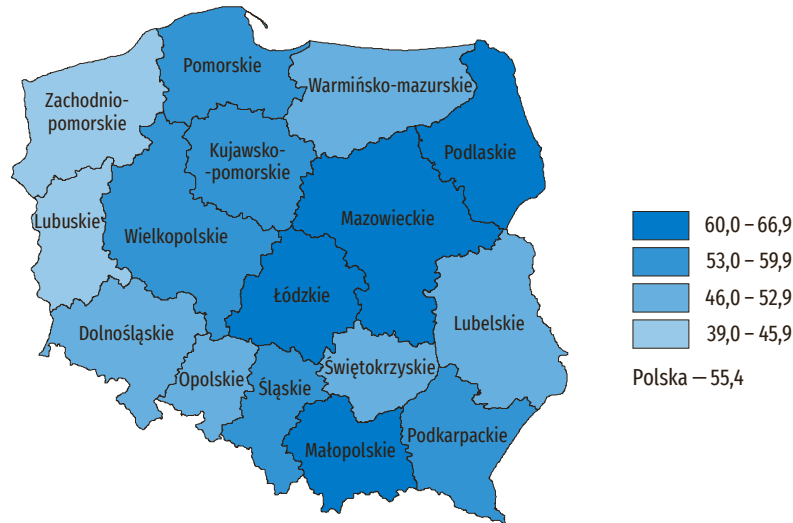 Pomorskie
Warmińsko-mazurskie
Zachodnio-
pomorskie
Kujawsko-
-pomorskie
Podlaskie
Lubuskie
Wielkopolskie
Mazowieckie
Łódzkie
Dolnośląskie
Lubelskie
Opolskie
Śląskie
Świętokrzyskie
Małopolskie
Podkarpackie
60,0 – 66,9
53,0 – 59,9
46,0 – 52,9
39,0 – 45,9
Polska — 55,4